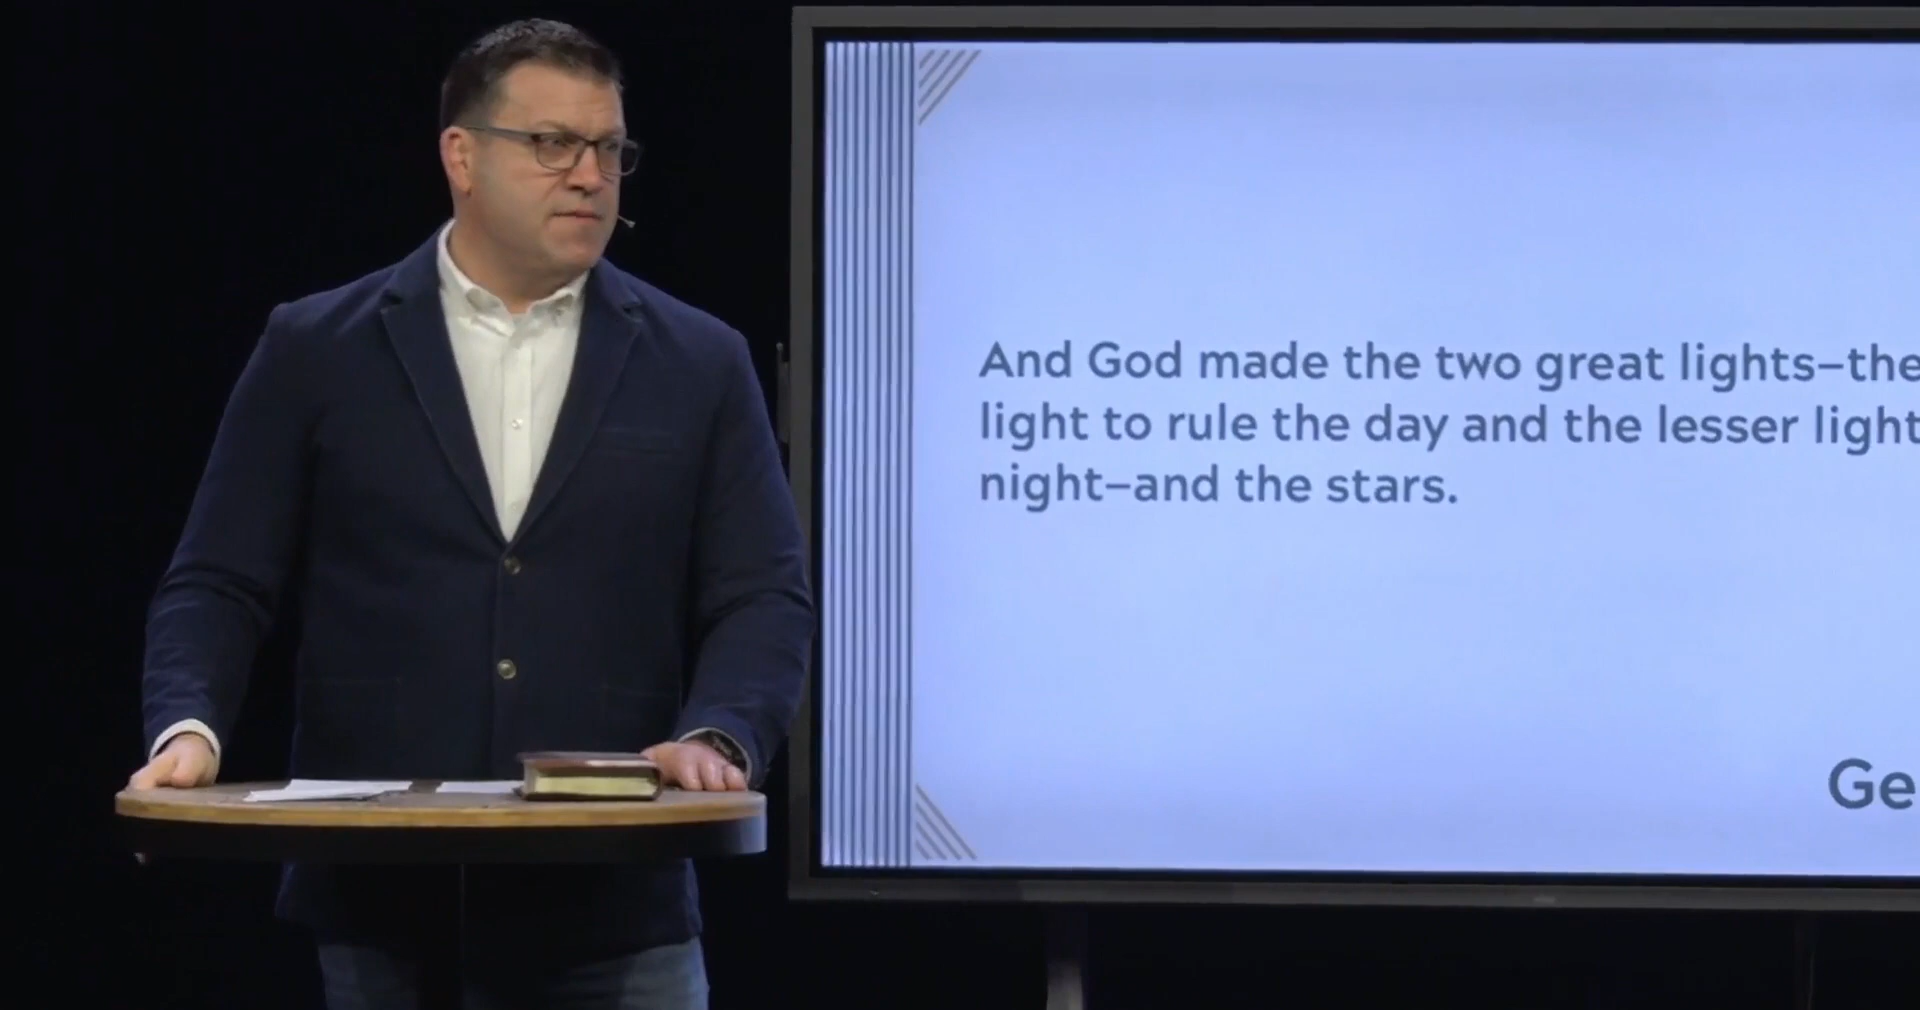 And God made the two great lights—the
light to rule the day and the lesser light
night—and the stars.
Ge